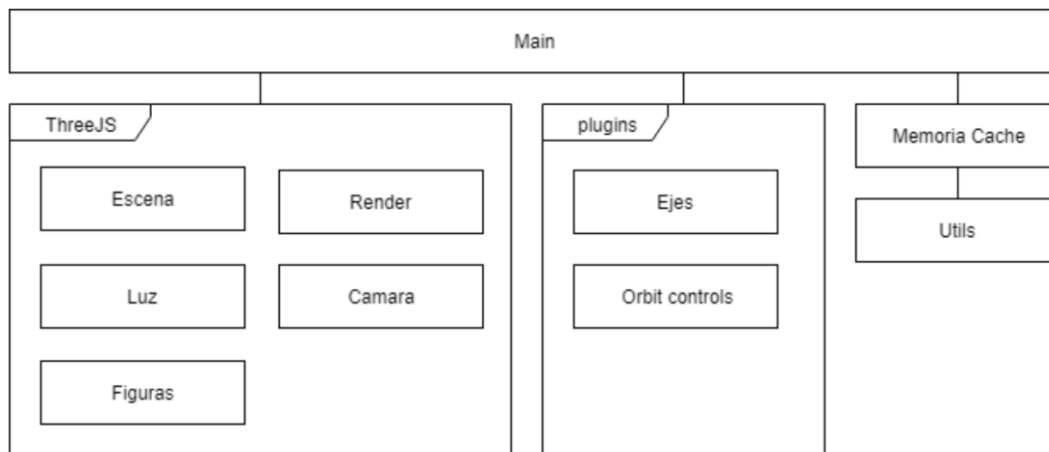 Main
ThreeJS
Escena
Render
Luz
Camara
Figuras
plugins
Ejes
Orbit controls
Memoria Cache
Utils